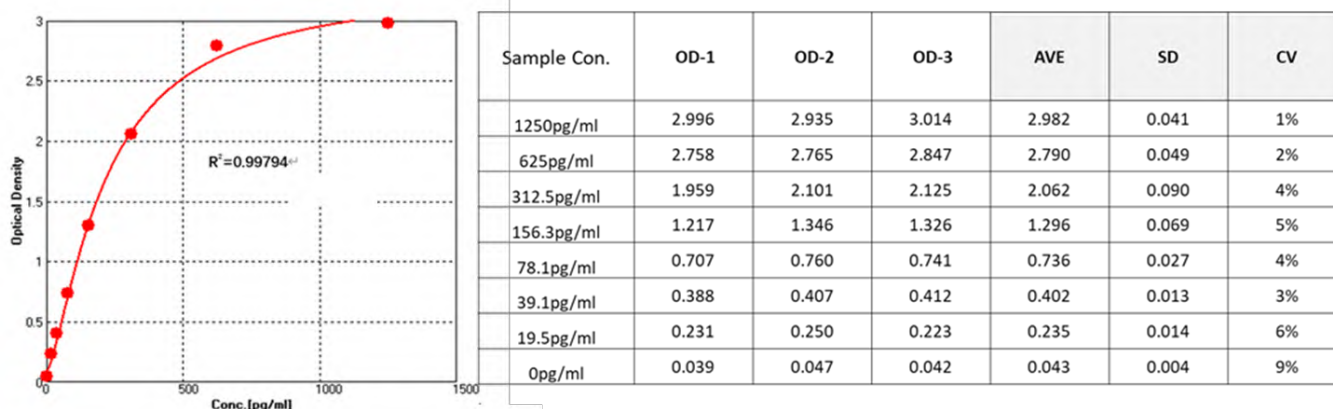 3
2.5
2
1.5
1
0.5
0
0
500
1000
1500
Optical Density
R²=0.99794↵
Conc.[pg/ml]
Sample Con. OD-1 OD-2 OD-3 AVE SD CV
1250pg/ml 2.996 2.935 3.014 2.982 0.041 1%
625pg/ml 2.758 2.765 2.847 2.790 0.049 2%
312.5pg/ml 1.959 2.101 2.125 2.062 0.090 4%
156.3pg/ml 1.217 1.346 1.326 1.296 0.069 5%
78.1pg/ml 0.707 0.760 0.741 0.736 0.027 4%
39.1pg/ml 0.388 0.407 0.412 0.402 0.013 3%
19.5pg/ml 0.231 0.250 0.223 0.235 0.014 6%
0pg/ml 0.039 0.047 0.042 0.043 0.004 9%